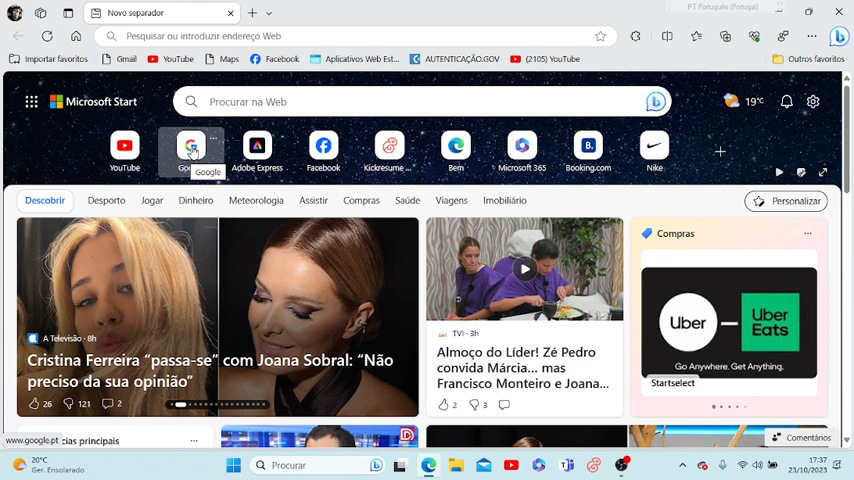 Novo separador
PT Português (Portugal)
Pesquisar ou introduzir endereço Web
Importar favoritos
Gmail
YouTube
Maps
Facebook
Aplicativos Web Est...
AUTENTICAÇÃO.GOV
(2105) YouTube
Outros favoritos
Microsoft Start
Procurar na Web
19°C
YouTube
Google
Adobe Express
Facebook
Kickresume ...
Bem
Microsoft 365
Booking.com
Nike
Descobrir
Desporto
Jogar
Dinheiro
Meteorologia
Assistir
Compras
Saúde
Viagens
Imobiliário
Personalizar
A Televisão · 8h
Cristina Ferreira “passa-se” com Joana Sobral: “Não
preciso da sua opinião”
26
121
2
TVI · 3h
Almoço do Líder! Zé Pedro
convida Márcia... mas
Francisco Monteiro e Joana...
2
3
Compras
Uber
Uber
Eats
Go Anywhere. Get Anything.
Startselect
www.google.pt
cias principais
Comentários
20°C
Ger. Ensolarado
Procurar
17:37
23/10/2023